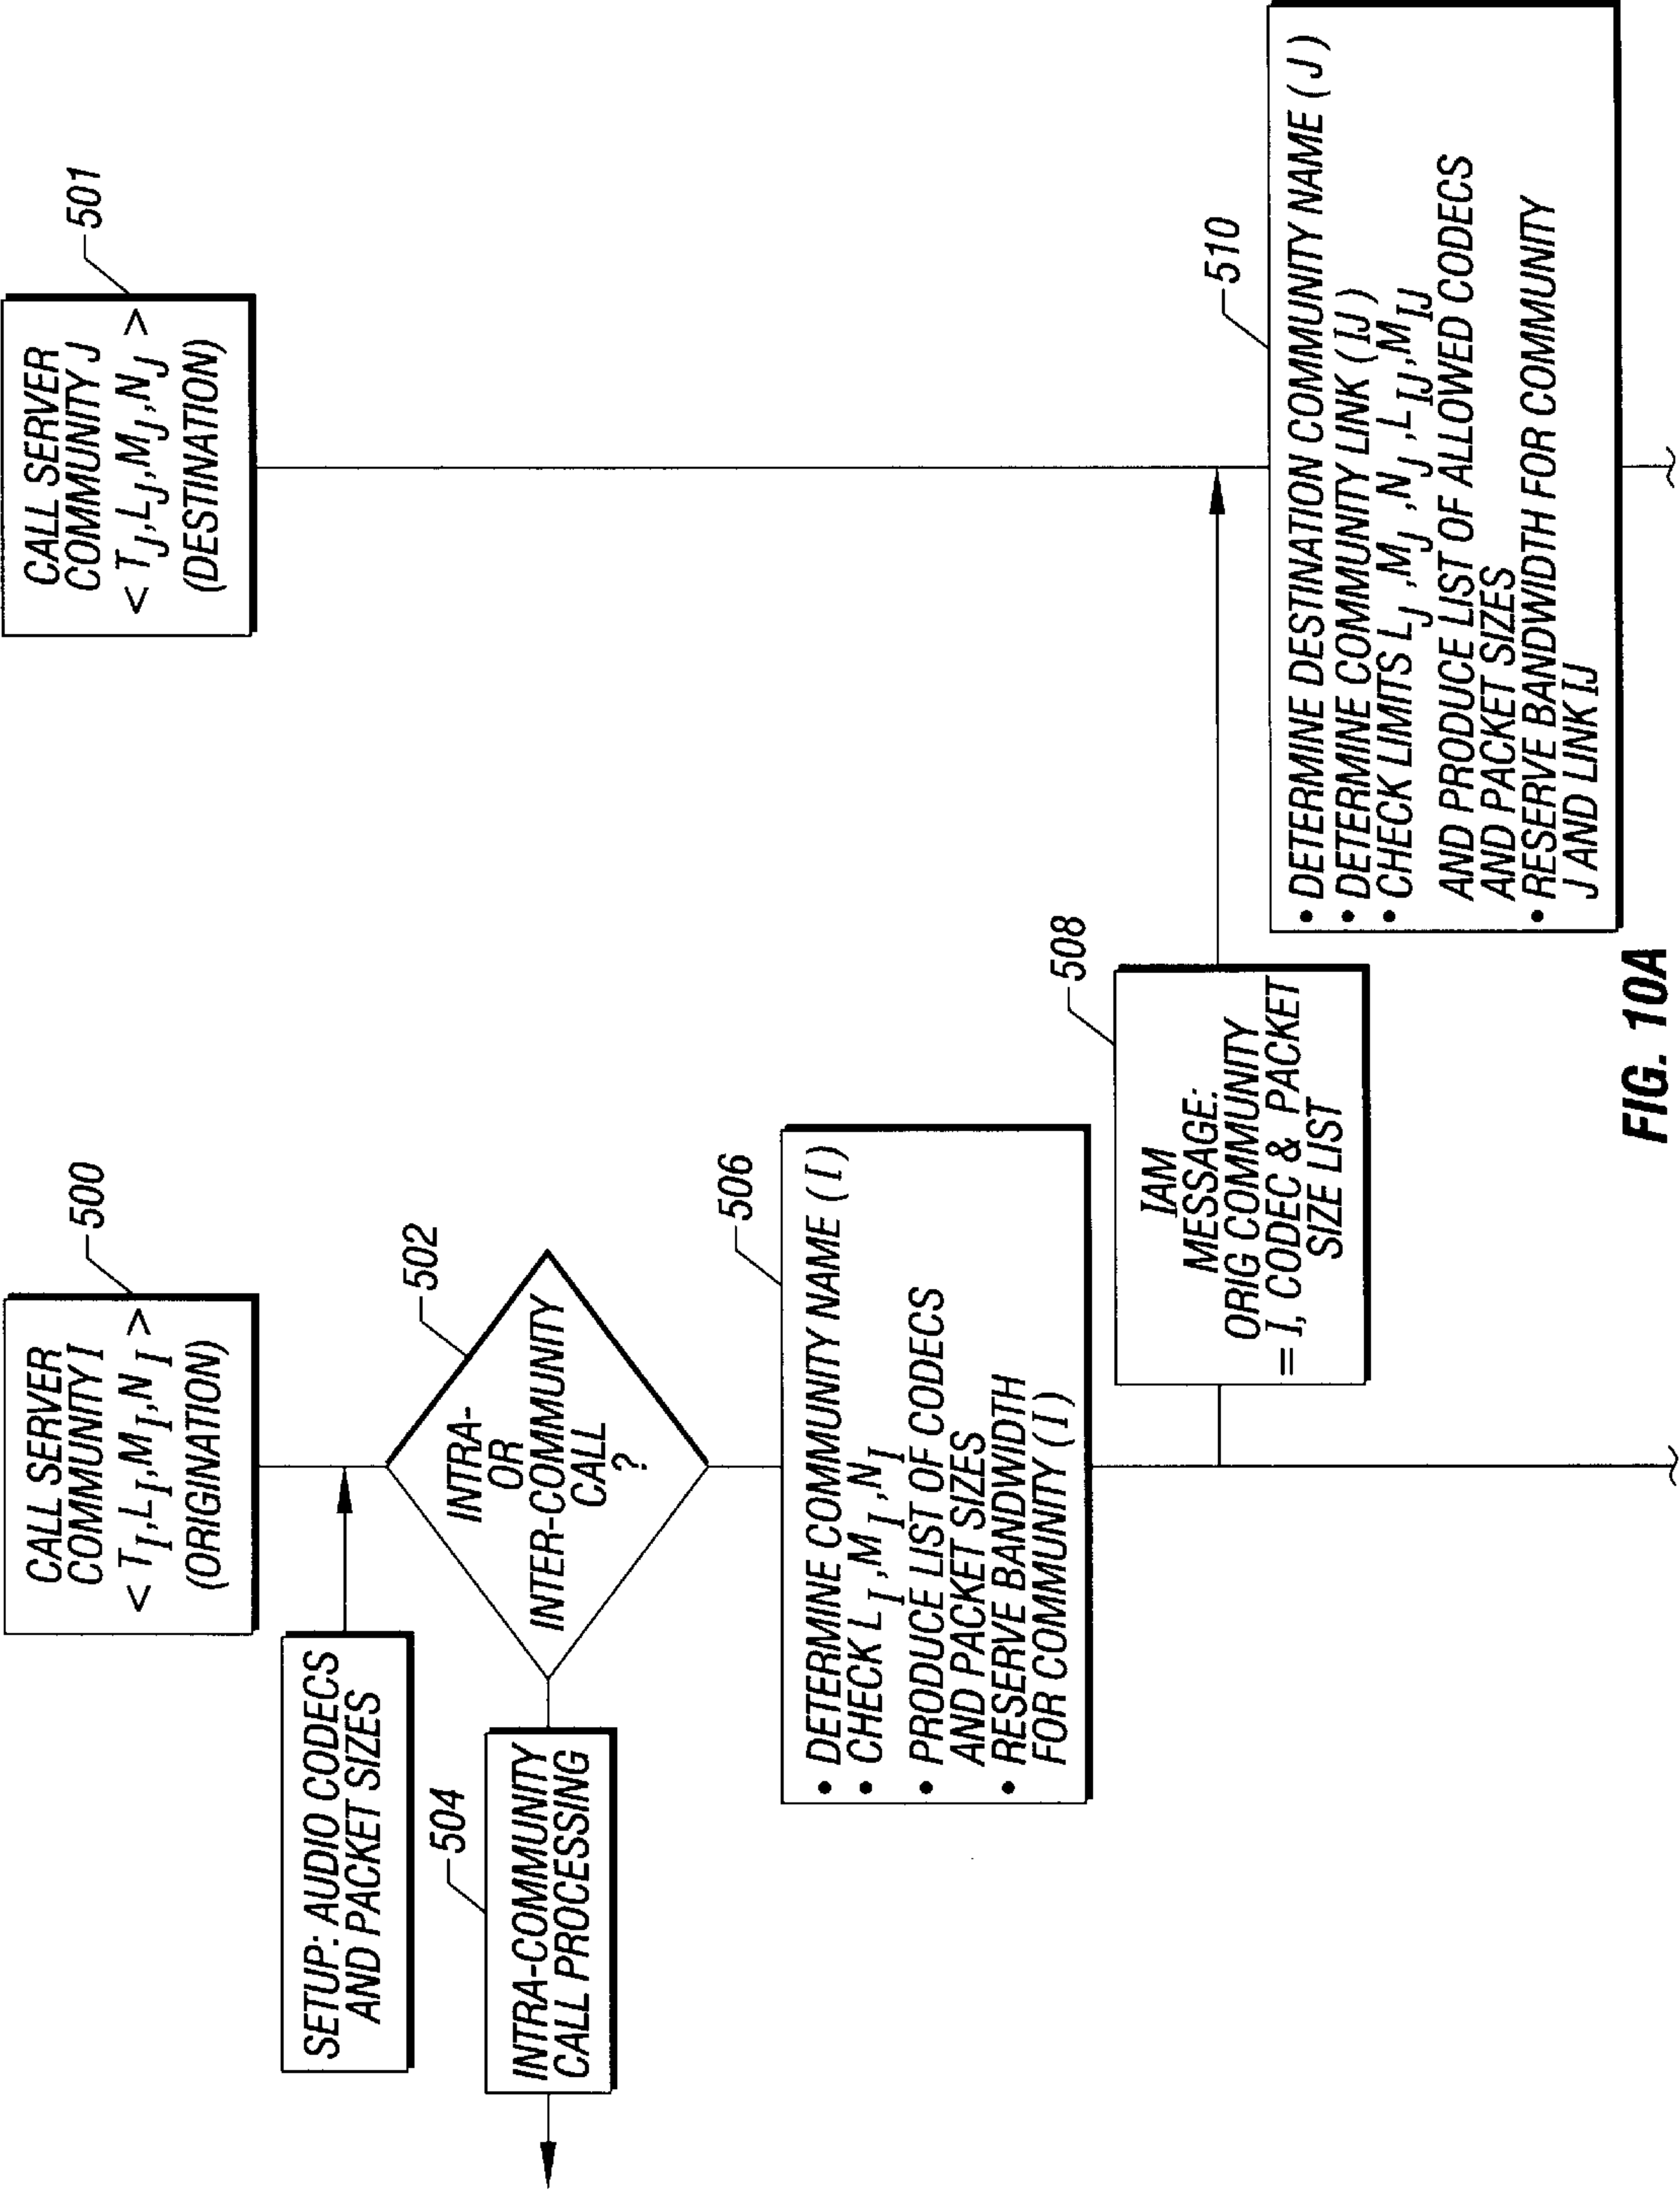 CALL SERVER
COMMUNITY I
< T_I, L_I, M_I, N_I >
(ORIGINATION)
500
CALL SERVER
COMMUNITY J
< T_J, L_J, M_J, N_J >
(DESTINATION)
501
SETUP: AUDIO CODECS
AND PACKET SIZES
INTRA-
OR
INTER-COMMUNITY
CALL
?
502
INTRA-COMMUNITY
CALL PROCESSING
504
• DETERMINE COMMUNITY NAME (I)
• CHECK L_I, M_I, N_I
• PRODUCE LIST OF CODECS
AND PACKET SIZES
• RESERVE BANDWIDTH
FOR COMMUNITY (I)
506
IAM
MESSAGE:
ORIG COMMUNITY
= I, CODEC & PACKET
SIZE LIST
508
• DETERMINE DESTINATION COMMUNITY NAME (J)
• DETERMINE COMMUNITY LINK (IJ)
• CHECK LIMITS L_J, M_J, N_J, L_IJ, M_IJ
AND PRODUCE LIST OF ALLOWED CODECS
AND PACKET SIZES
• RESERVE BANDWIDTH FOR COMMUNITY
J AND LINK IJ
510
FIG. 10A